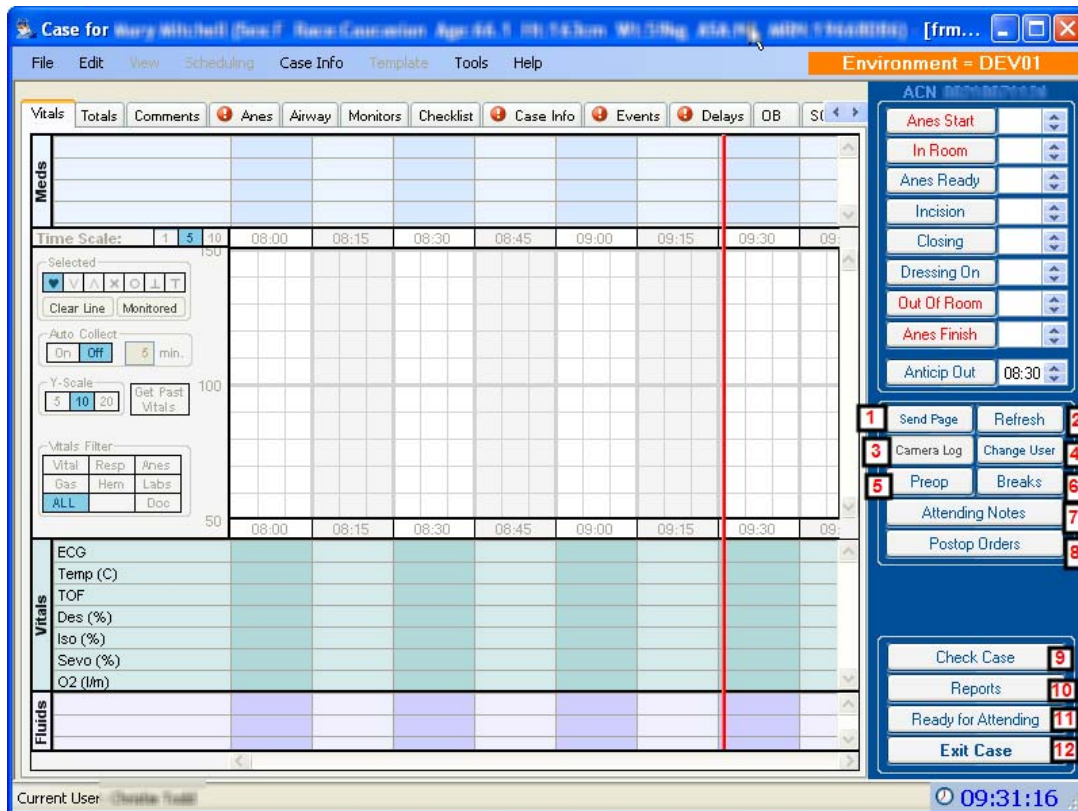 Case for [frm...
File Edit View Scheduling Case Info Template Tools Help Environment = DEV01
ACN
Vitals Totals Comments Anes Airway Monitors Checklist Case Info Events Delays OB
Meds
Time Scale: 1 5 10 08:00 08:15 08:30 08:45 09:00 09:15 09:30 09:
150
Selected
Clear Line Monitored
Auto Collect
On Off 5 min.
Y-Scale
5 10 20 Get Past Vitals 100
Vitals Filter
Vital Resp Anes
Gas Hem Labs
ALL Doc
50
08:00 08:15 08:30 08:45 09:00 09:15 09:30 09:
Vitals
ECG
Temp (C)
TOF
Des (%)
Iso (%)
Sevo (%)
O2 (l/m)
Fluids
Anes Start
In Room
Anes Ready
Incision
Closing
Dressing On
Out Of Room
Anes Finish
Anticip Out 08:30
1 Send Page Refresh 2
3 Camera Log Change User 4
5 Preop Breaks 6
Attending Notes 7
Postop Orders 8
Check Case 9
Reports 10
Ready for Attending 11
Exit Case 12
Current User
09:31:16